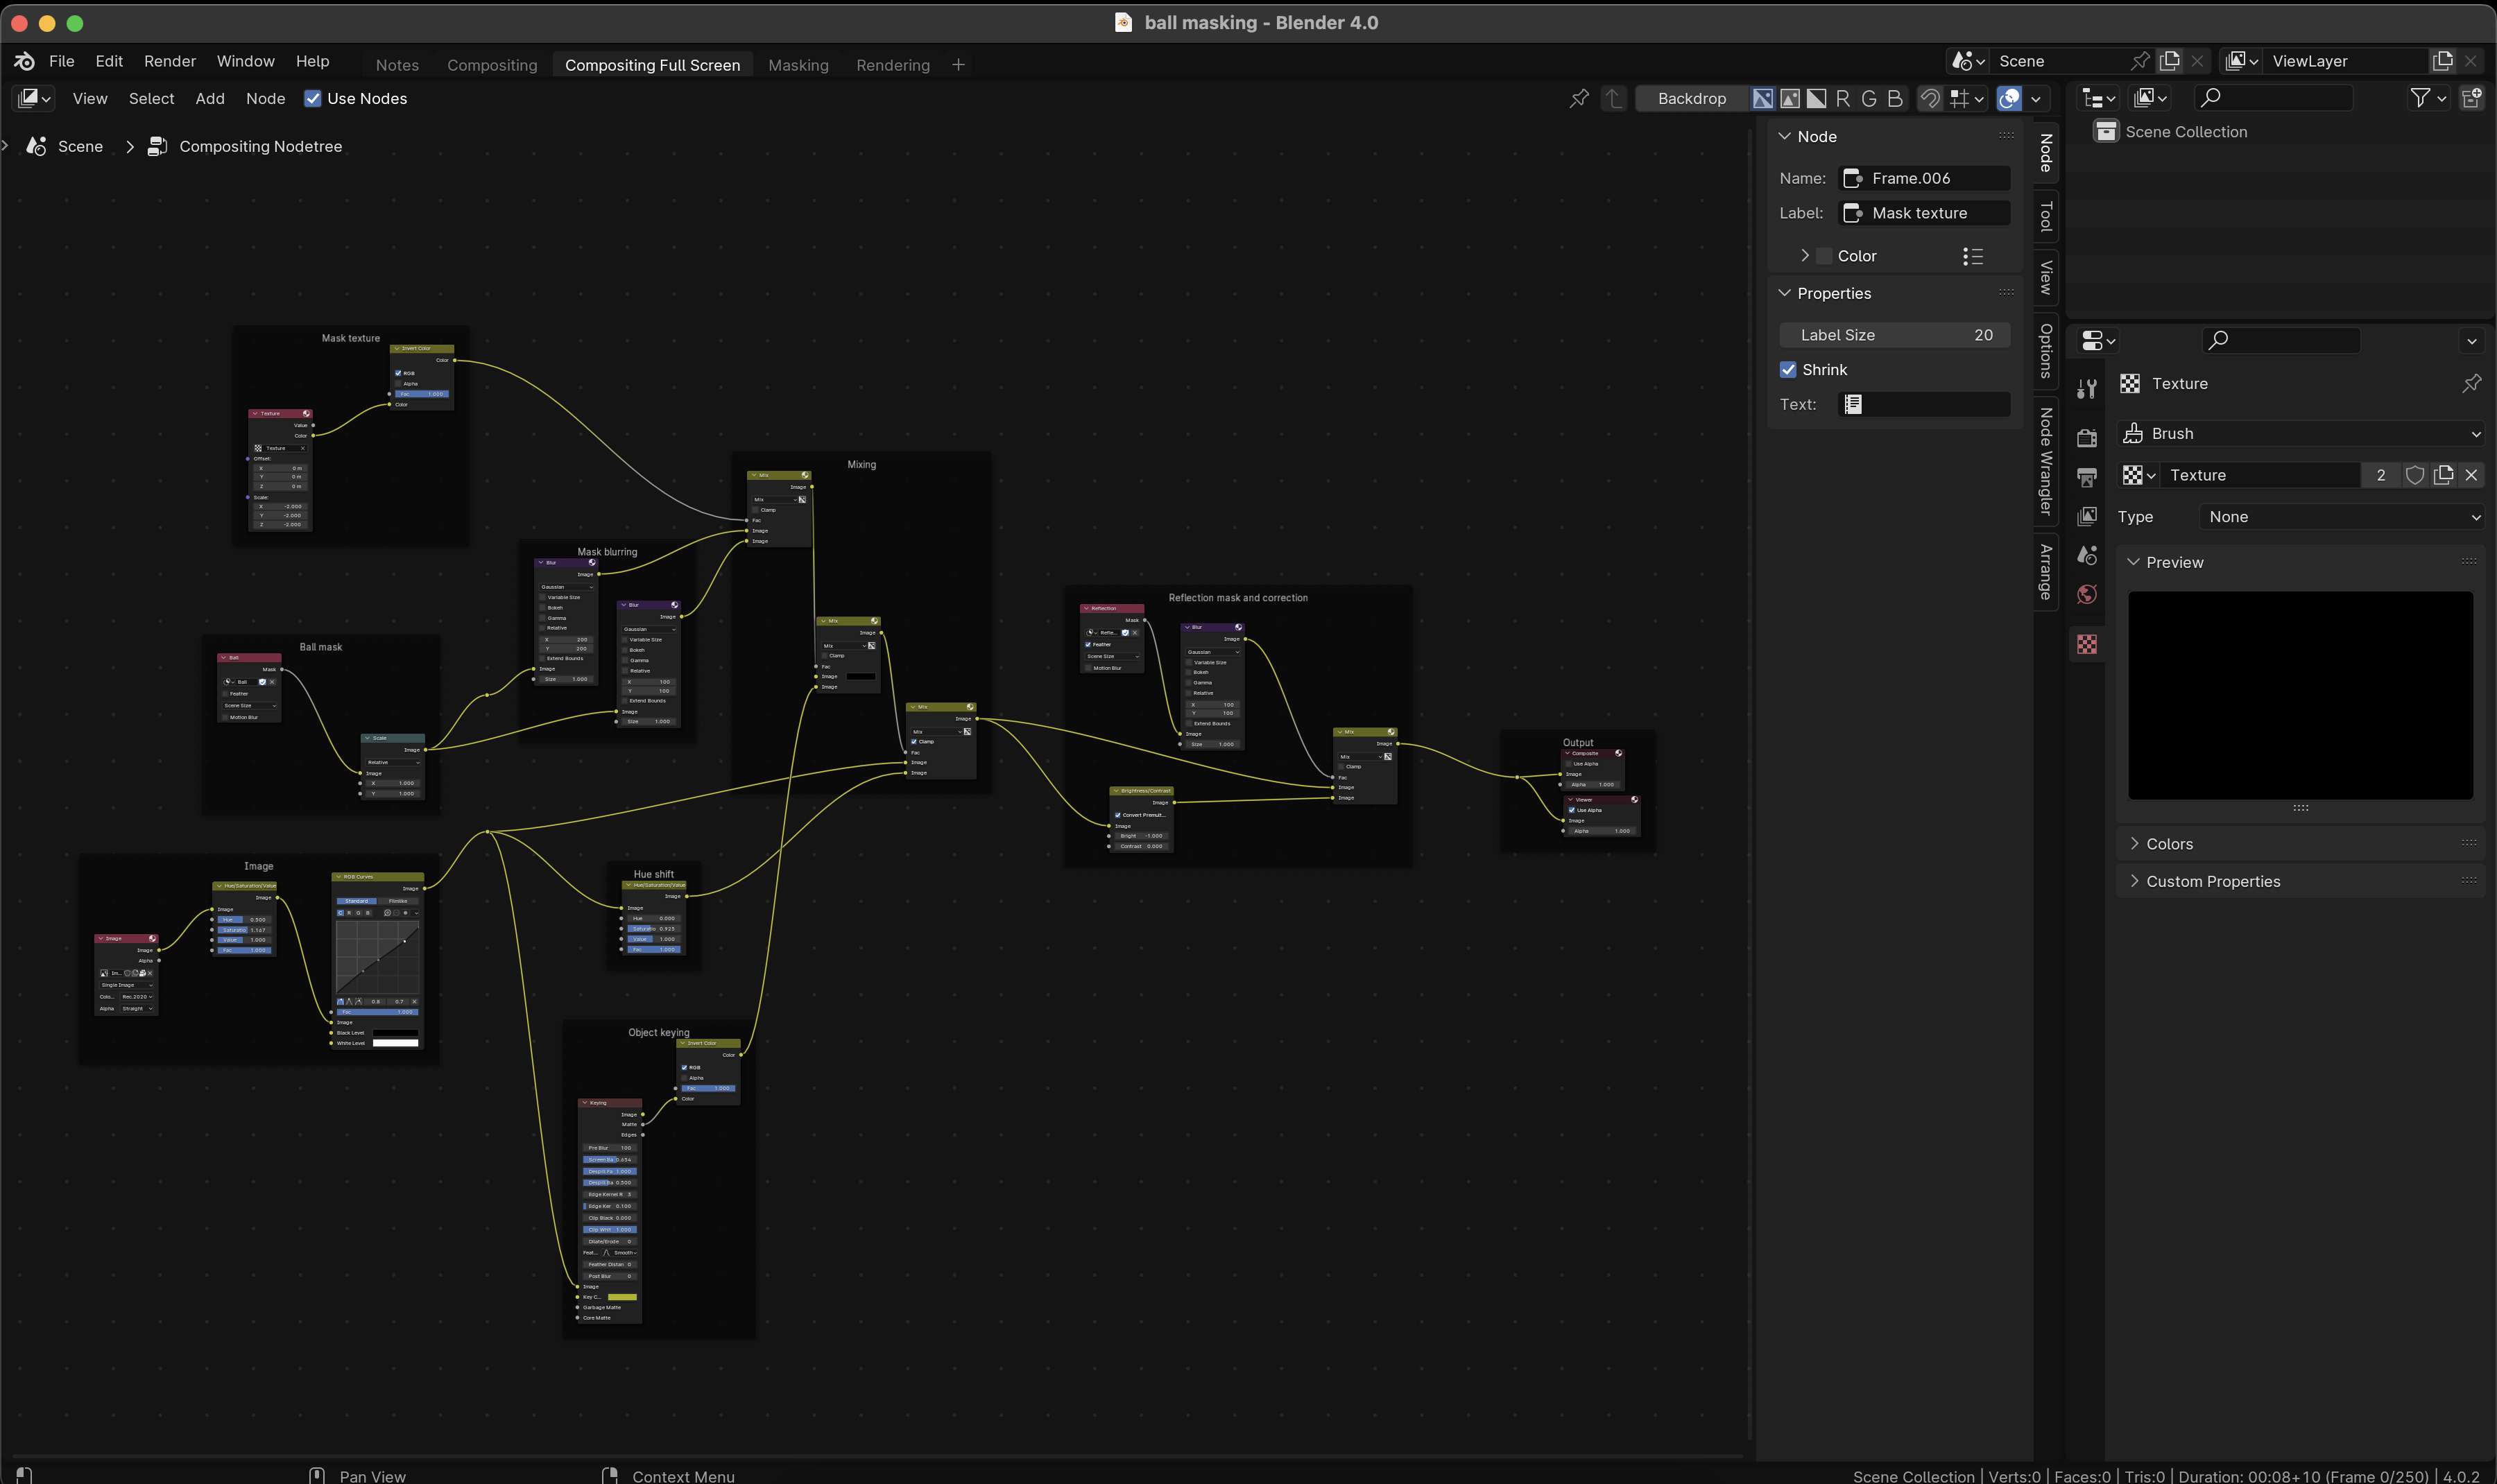 ball masking - Blender 4.0
File Edit Render Window Help Notes Compositing Compositing Full Screen Masking Rendering + Scene ViewLayer
View Select Add Node Use Nodes Backdrop R G B
Scene > Compositing Nodetree
Scene Collection
Node
Name: Frame.006
Label: Mask texture
Color
Properties
Label Size 20
Shrink
Text:
Node
Tool
View
Options
Node Wrangler
Arrange
Texture
Brush
Texture 2
Type None
Preview
Colors
Custom Properties
Mask texture
Invert Color
Color
RGB
Alpha
Fac 1.000
Color
Texture
Value
Color
Texture
Offset:
X 0 m
Y 0 m
Z 0 m
Scale:
X -2.000
Y -2.000
Z -2.000
Ball mask
Ball
Mask
Ball
Feather
Scene Size
Motion Blur
Scale
Image
Relative
Image
X 1.000
Y 1.000
Mask blurring
Blur
Image
Gaussian
Variable Size
Bokeh
Gamma
Relative
X 200
Y 200
Extend Bounds
Image
Size 1.000
Blur
Image
Gaussian
Variable Size
Bokeh
Gamma
Relative
X 100
Y 100
Extend Bounds
Image
Size 1.000
Mixing
Mix
Image
Mix
Clamp
Fac
Image
Image
Mix
Image
Mix
Clamp
Fac
Image
Image
Mix
Image
Mix
Clamp
Fac
Image
Image
Image
Image
Image
Alpha
Im...
Single Image
Colo... Rec.2020
Alpha Straight
Hue/Saturation/Value
Image
Image
Hue 0.500
Saturatio 1.167
Value 1.000
Fac 1.000
RGB Curves
Image
Standard Filmlike
C R G B
0.8 0.7
Fac 1.000
Image
Black Level
White Level
Hue shift
Hue/Saturation/Value
Image
Image
Hue 0.000
Saturatio 0.925
Value 1.000
Fac 1.000
Object keying
Invert Color
Color
RGB
Alpha
Fac 1.000
Color
Keying
Image
Matte
Edges
Pre Blur 100
Screen Ba 0.654
Despill Fa 1.000
Despill Ba 0.500
Edge Kernel R 3
Edge Ker 0.100
Clip Black 0.000
Clip Whit 1.000
Dilate/Erode 0
Feat... Smooth
Feather Distan 0
Post Blur 0
Image
Key C...
Garbage Matte
Core Matte
Reflection mask and correction
Reflection
Mask
Refle...
Feather
Scene Size
Motion Blur
Blur
Image
Gaussian
Variable Size
Bokeh
Gamma
Relative
X 100
Y 100
Extend Bounds
Image
Size 1.000
Brightness/Contrast
Image
Convert Premult...
Image
Bright -1.000
Contrast 0.000
Mix
Image
Mix
Clamp
Fac
Image
Image
Output
Composite
Use Alpha
Image
Alpha 1.000
Viewer
Use Alpha
Image
Alpha 1.000
Pan View Context Menu Scene Collection | Verts:0 | Faces:0 | Tris:0 | Duration: 00:08+10 (Frame 0/250) | 4.0.2